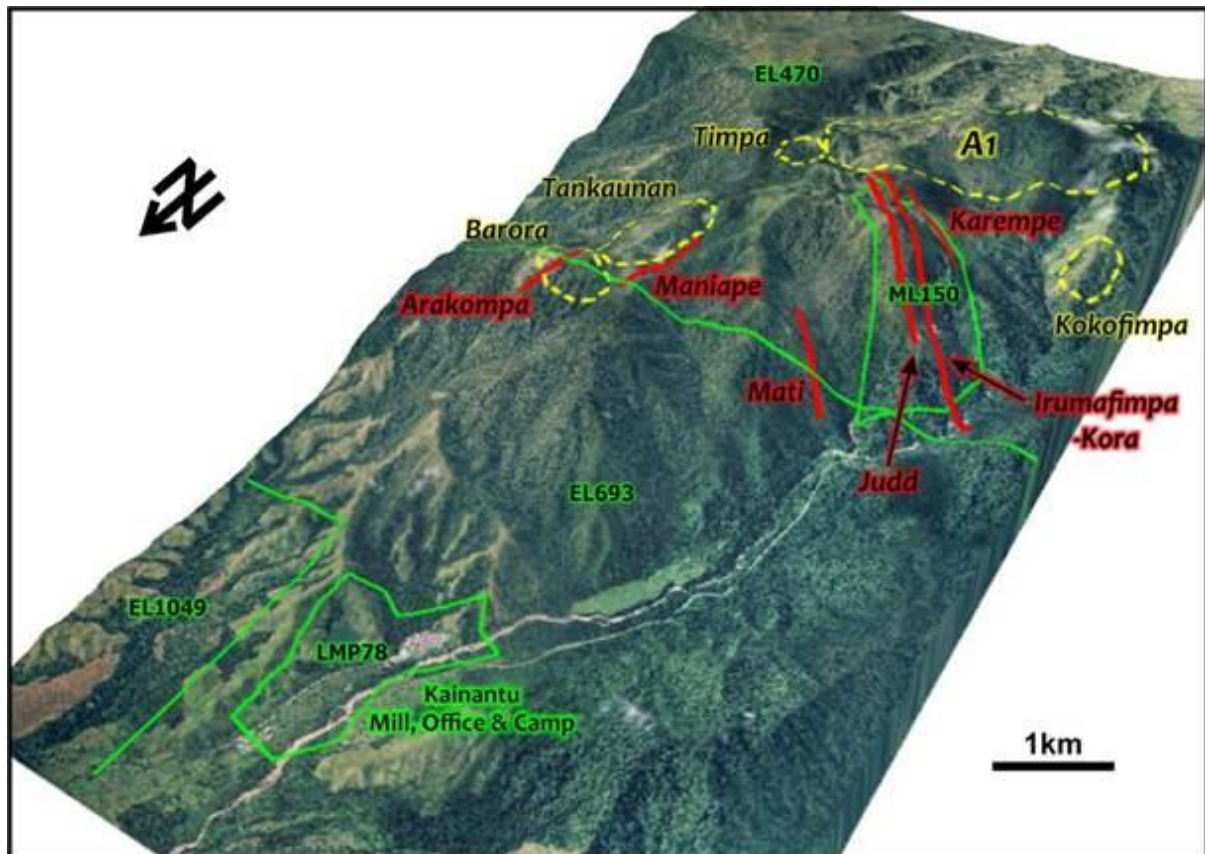 EL470
Timpa
A1
N
Tankaunan
Barora
Karempe
Arakompa
Maniape
ML150
Kokofimpa
Mati
Irumafimpa
-Kora
Judd
EL693
EL1049
LMP78
Kainantu
Mill, Office & Camp
1km